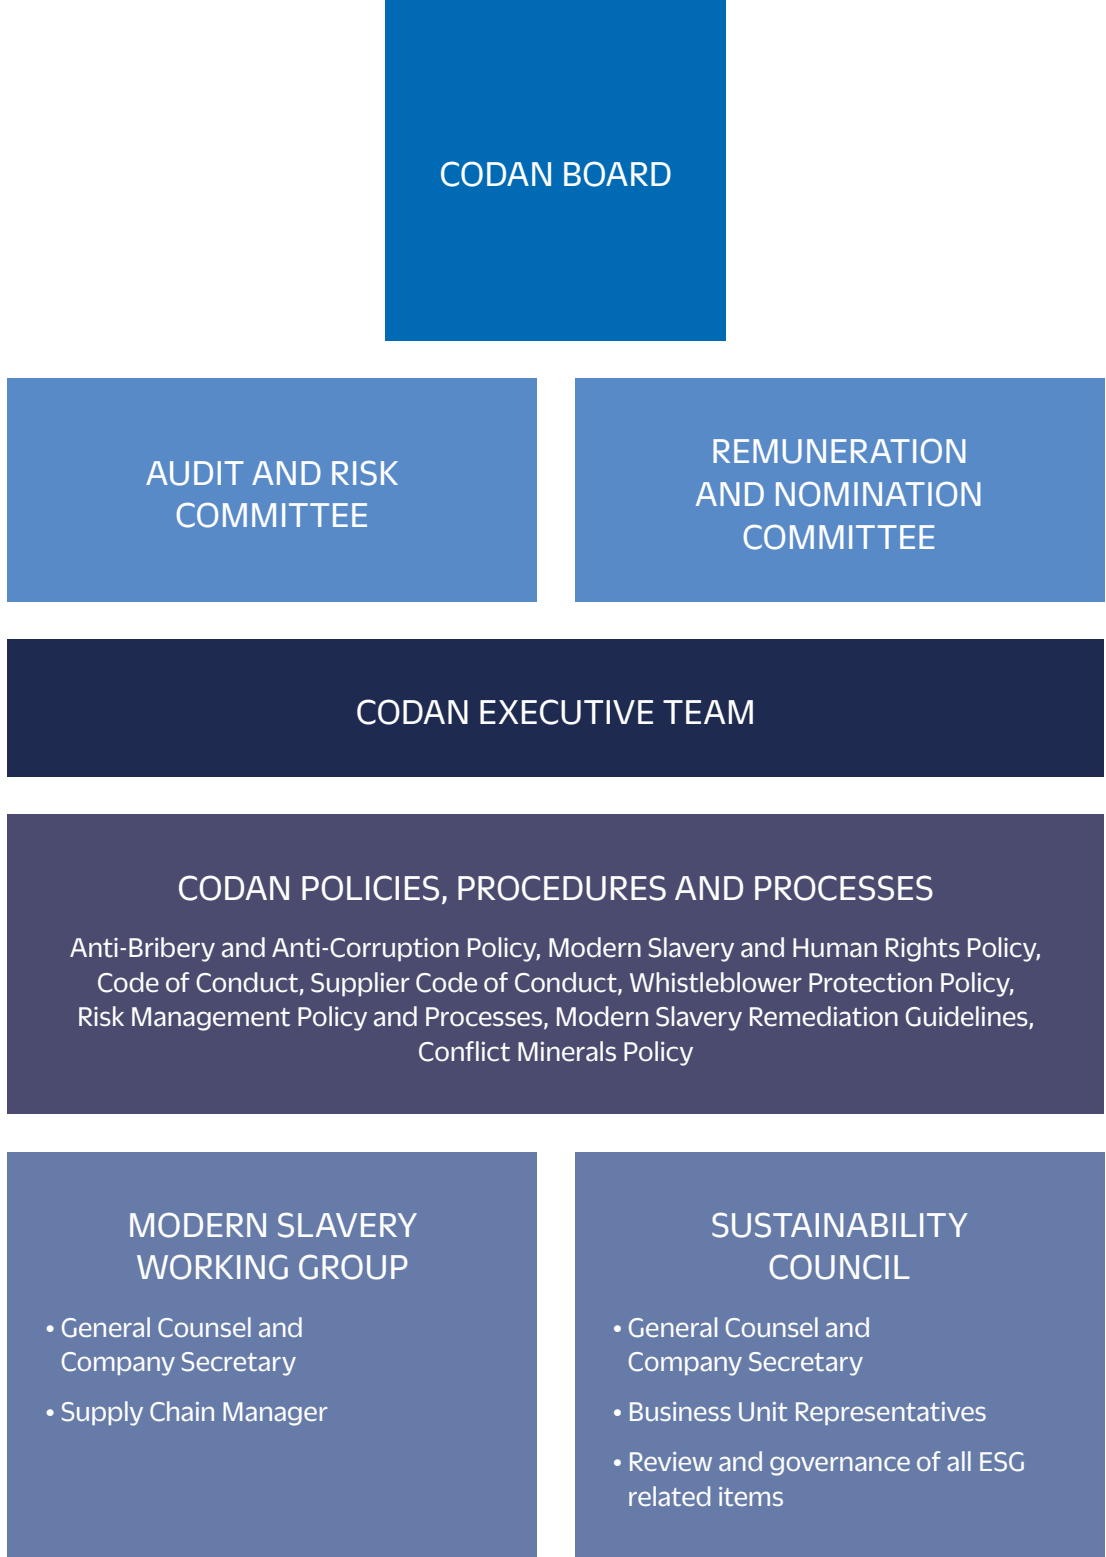 CODAN BOARD
AUDIT AND RISK
COMMITTEE
REMUNERATION
AND NOMINATION
COMMITTEE
CODAN EXECUTIVE TEAM
CODAN POLICIES, PROCEDURES AND PROCESSES
Anti-Bribery and Anti-Corruption Policy, Modern Slavery and Human Rights Policy,
Code of Conduct, Supplier Code of Conduct, Whistleblower Protection Policy,
Risk Management Policy and Processes, Modern Slavery Remediation Guidelines,
Conflict Minerals Policy
MODERN SLAVERY
WORKING GROUP
• General Counsel and
Company Secretary
• Supply Chain Manager
SUSTAINABILITY
COUNCIL
• General Counsel and
Company Secretary
• Business Unit Representatives
• Review and governance of all ESG
related items